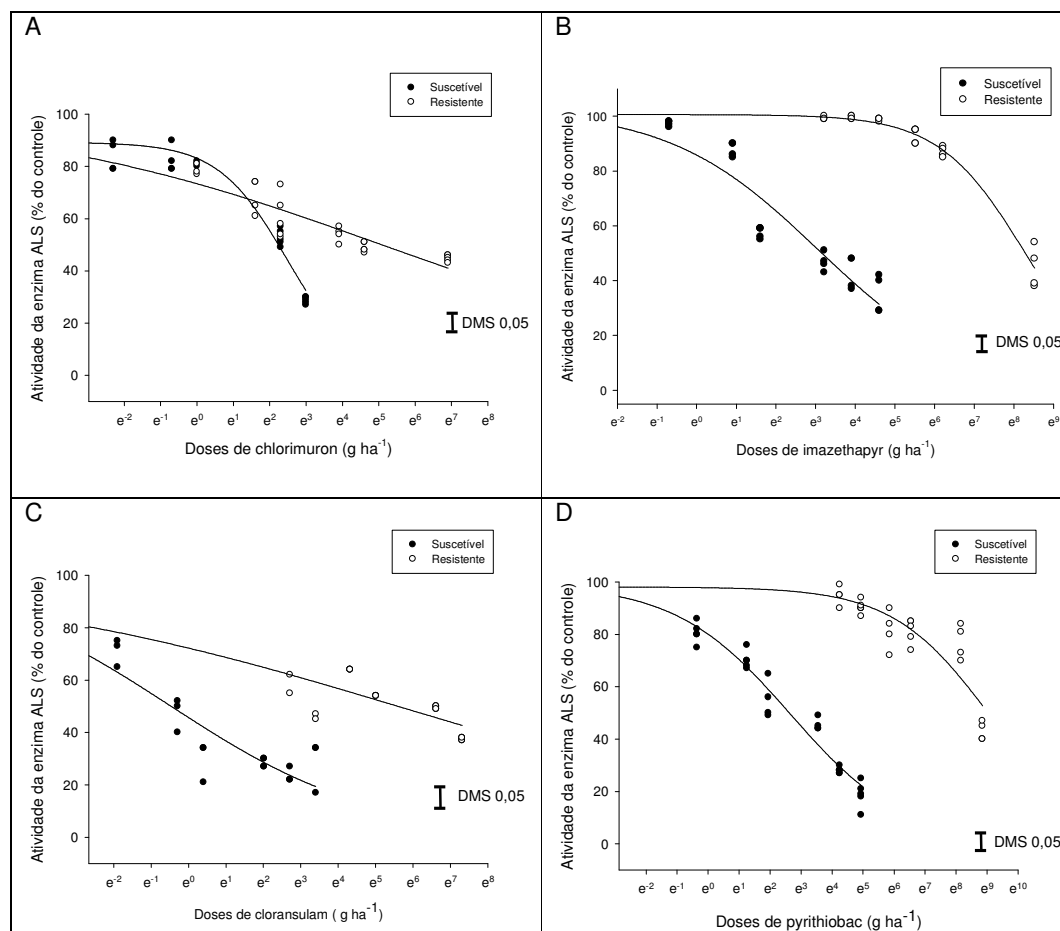 A
Suscetível
Resistente
Atividade da enzima ALS (% do controle)
100
80
60
40
20
0
DMS 0,05
e⁻² e⁻¹ e⁰ e¹ e² e³ e⁴ e⁵ e⁶ e⁷ e⁸
Doses de chlorimuron (g ha⁻¹)
B
Suscetível
Resistente
Atividade da enzima ALS (% do controle)
100
80
60
40
20
0
DMS 0,05
e⁻² e⁻¹ e⁰ e¹ e² e³ e⁴ e⁵ e⁶ e⁷ e⁸ e⁹
Doses de imazethapyr (g ha⁻¹)
C
Suscetível
Resistente
Atividade da enzima ALS (% do controle)
100
80
60
40
20
0
DMS 0,05
e⁻² e⁻¹ e⁰ e¹ e² e³ e⁴ e⁵ e⁶ e⁷ e⁸
Doses de cloransulam ( g ha⁻¹)
D
Suscetível
Resistente
Atividade da enzima ALS (% do controle)
100
80
60
40
20
0
DMS 0,05
e⁻² e⁻¹ e⁰ e¹ e² e³ e⁴ e⁵ e⁶ e⁷ e⁸ e⁹ e¹⁰
Doses de pyrithiobac (g ha⁻¹)